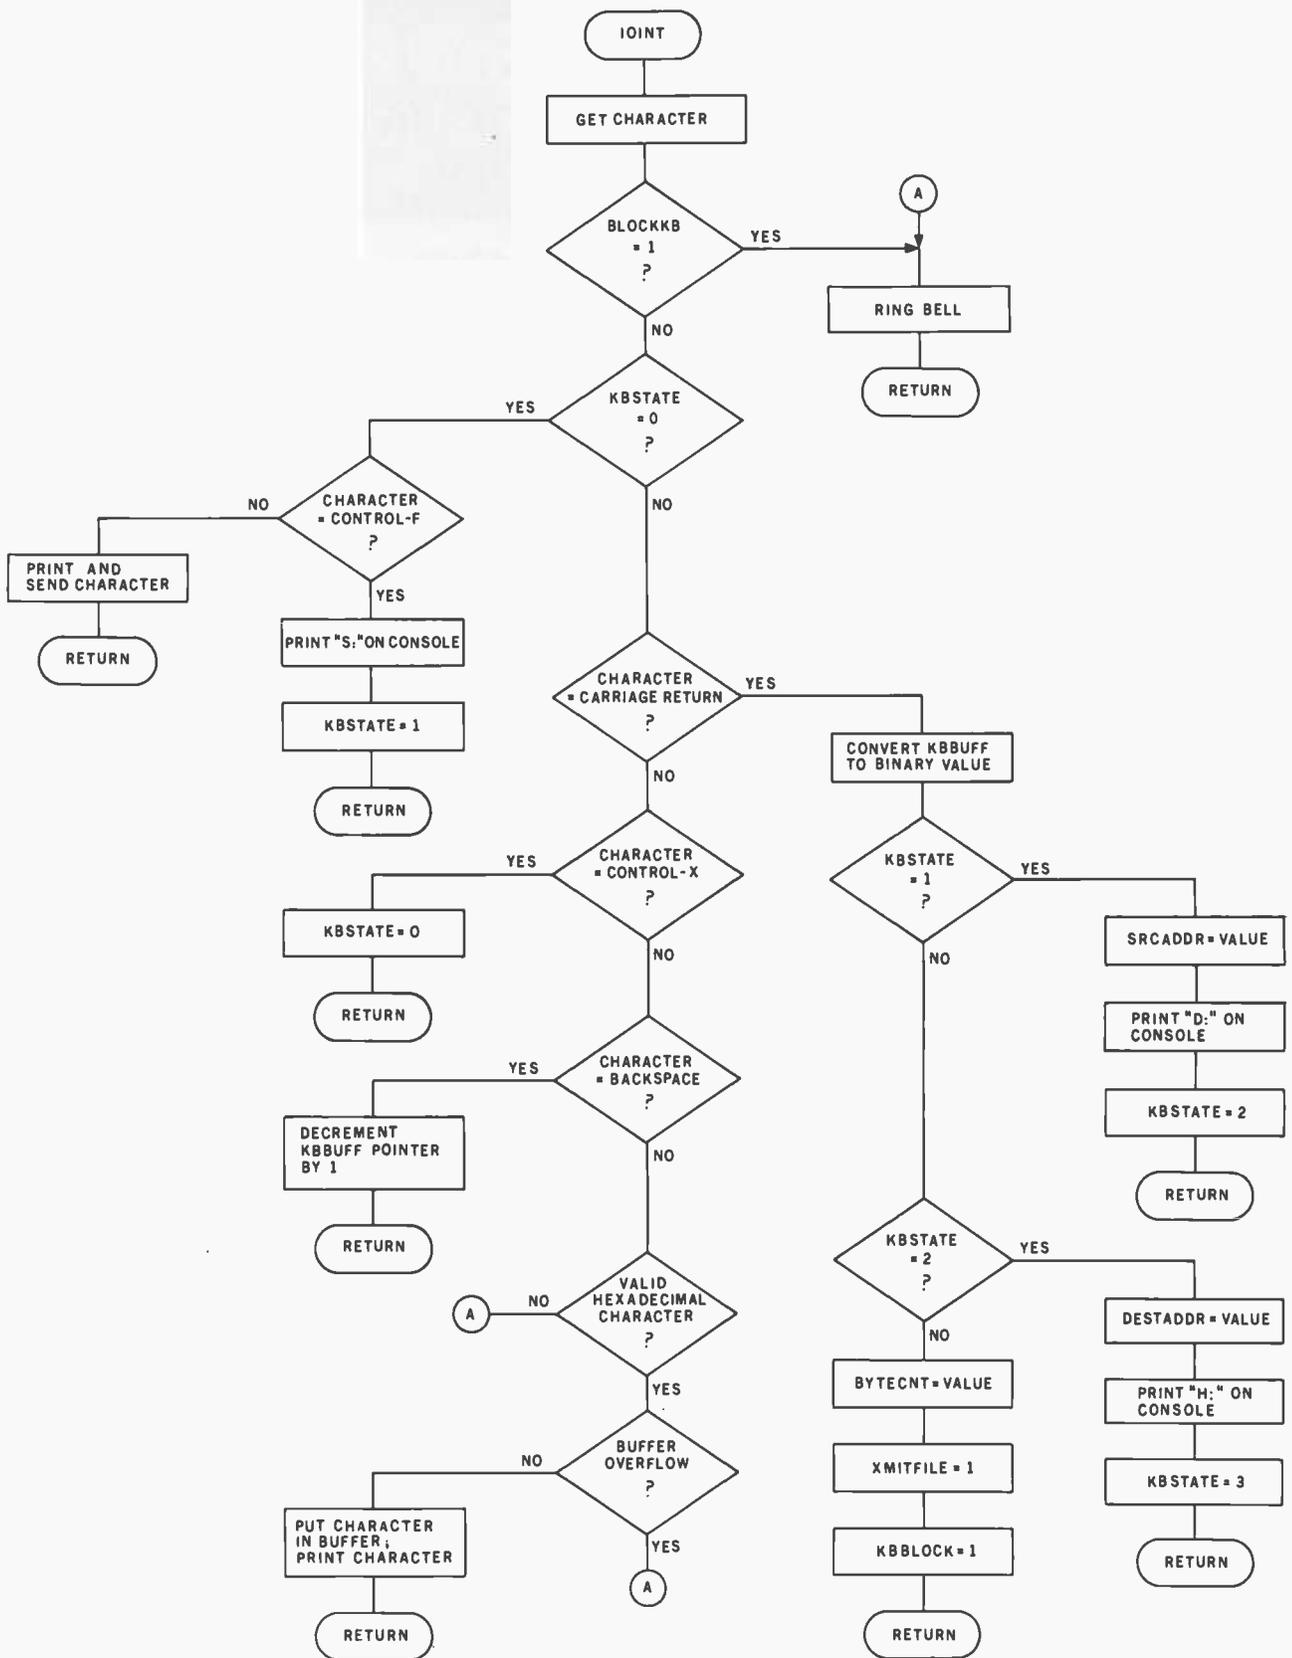 IOINT
GET CHARACTER
BLOCKKB
= 1
?
YES
A
RING BELL
RETURN
NO
KBSTATE
= 0
?
YES
NO
CHARACTER
= CONTROL-F
?
NO
PRINT AND
SEND CHARACTER
RETURN
YES
PRINT "S:" ON CONSOLE
KBSTATE = 1
RETURN
CHARACTER
= CARRIAGE RETURN
?
YES
NO
CONVERT KBBUFF
TO BINARY VALUE
CHARACTER
= CONTROL-X
?
YES
KBSTATE = 0
RETURN
NO
KBSTATE
= 1
?
YES
SRCADDR = VALUE
PRINT "D:" ON
CONSOLE
KBSTATE = 2
RETURN
NO
CHARACTER
= BACKSPACE
?
YES
DECREMENT
KBBUFF POINTER
BY 1
RETURN
NO
KBSTATE
= 2
?
YES
DESTADDR = VALUE
PRINT "H:" ON
CONSOLE
KBSTATE = 3
RETURN
NO
BYTECNT = VALUE
XMITFILE = 1
KBBLOCK = 1
RETURN
VALID
HEXADECIMAL
CHARACTER
?
NO
A
YES
BUFFER
OVERFLOW
?
NO
PUT CHARACTER
IN BUFFER;
PRINT CHARACTER
RETURN
YES
A